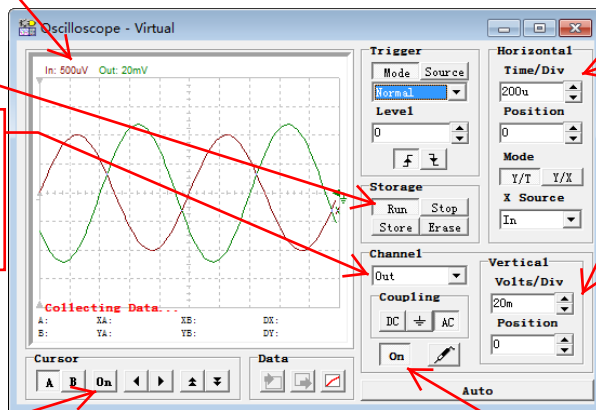 Oscilloscope - Virtual
In: 500uV Out: 20mV
Collecting Data...
A: XA: XB: DX:
B: YA: YB: DY:
Cursor
A B On
Data
Trigger
Mode Source
Normal
Level
0
Storage
Run Stop
Store Erase
Channel
Out
Coupling
DC AC
On
Horizontal
Time/Div
200u
Position
0
Mode
Y/T Y/X
X Source
In
Vertical
Volts/Div
20m
Position
0
Auto